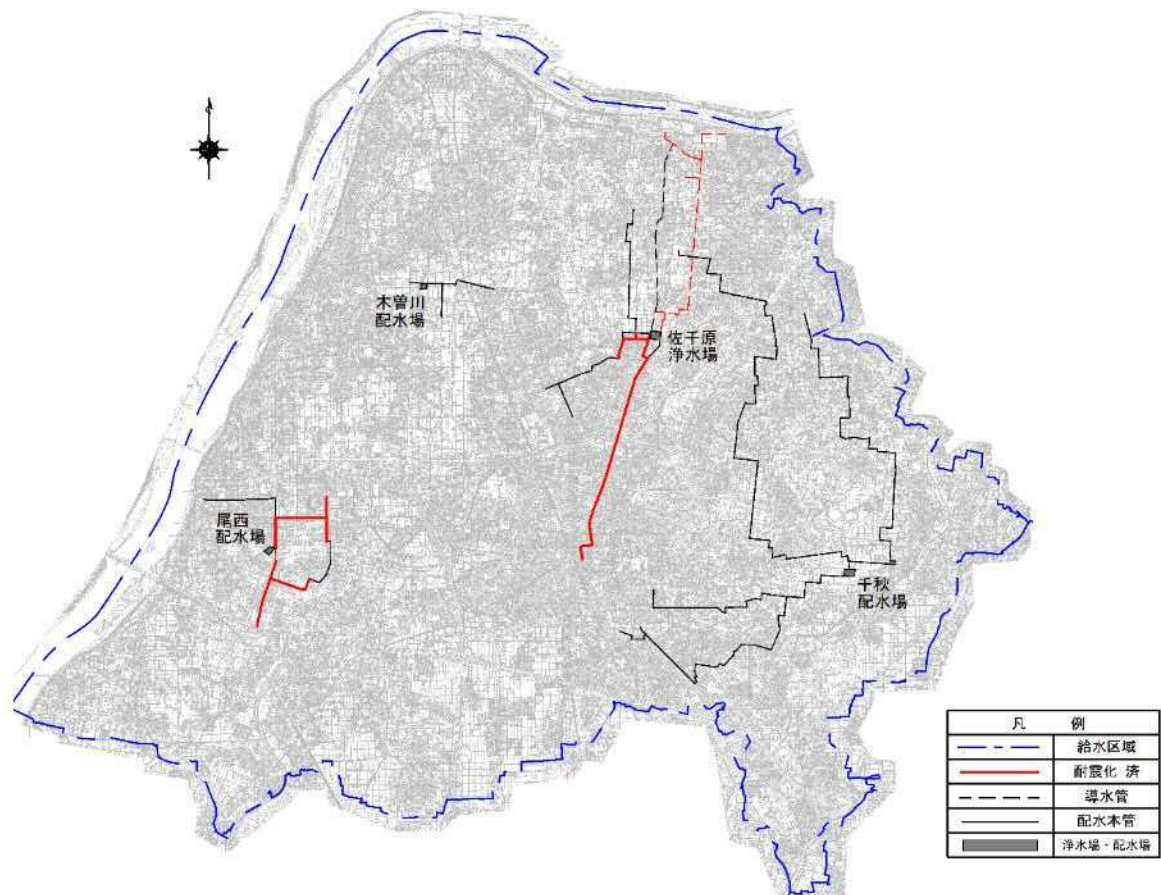 木曽川
配水場
佐千原
浄水場
尾西
配水場
千秋
配水場
凡 例
給水区域
耐震化 済
導水管
配水本管
浄水場・配水場